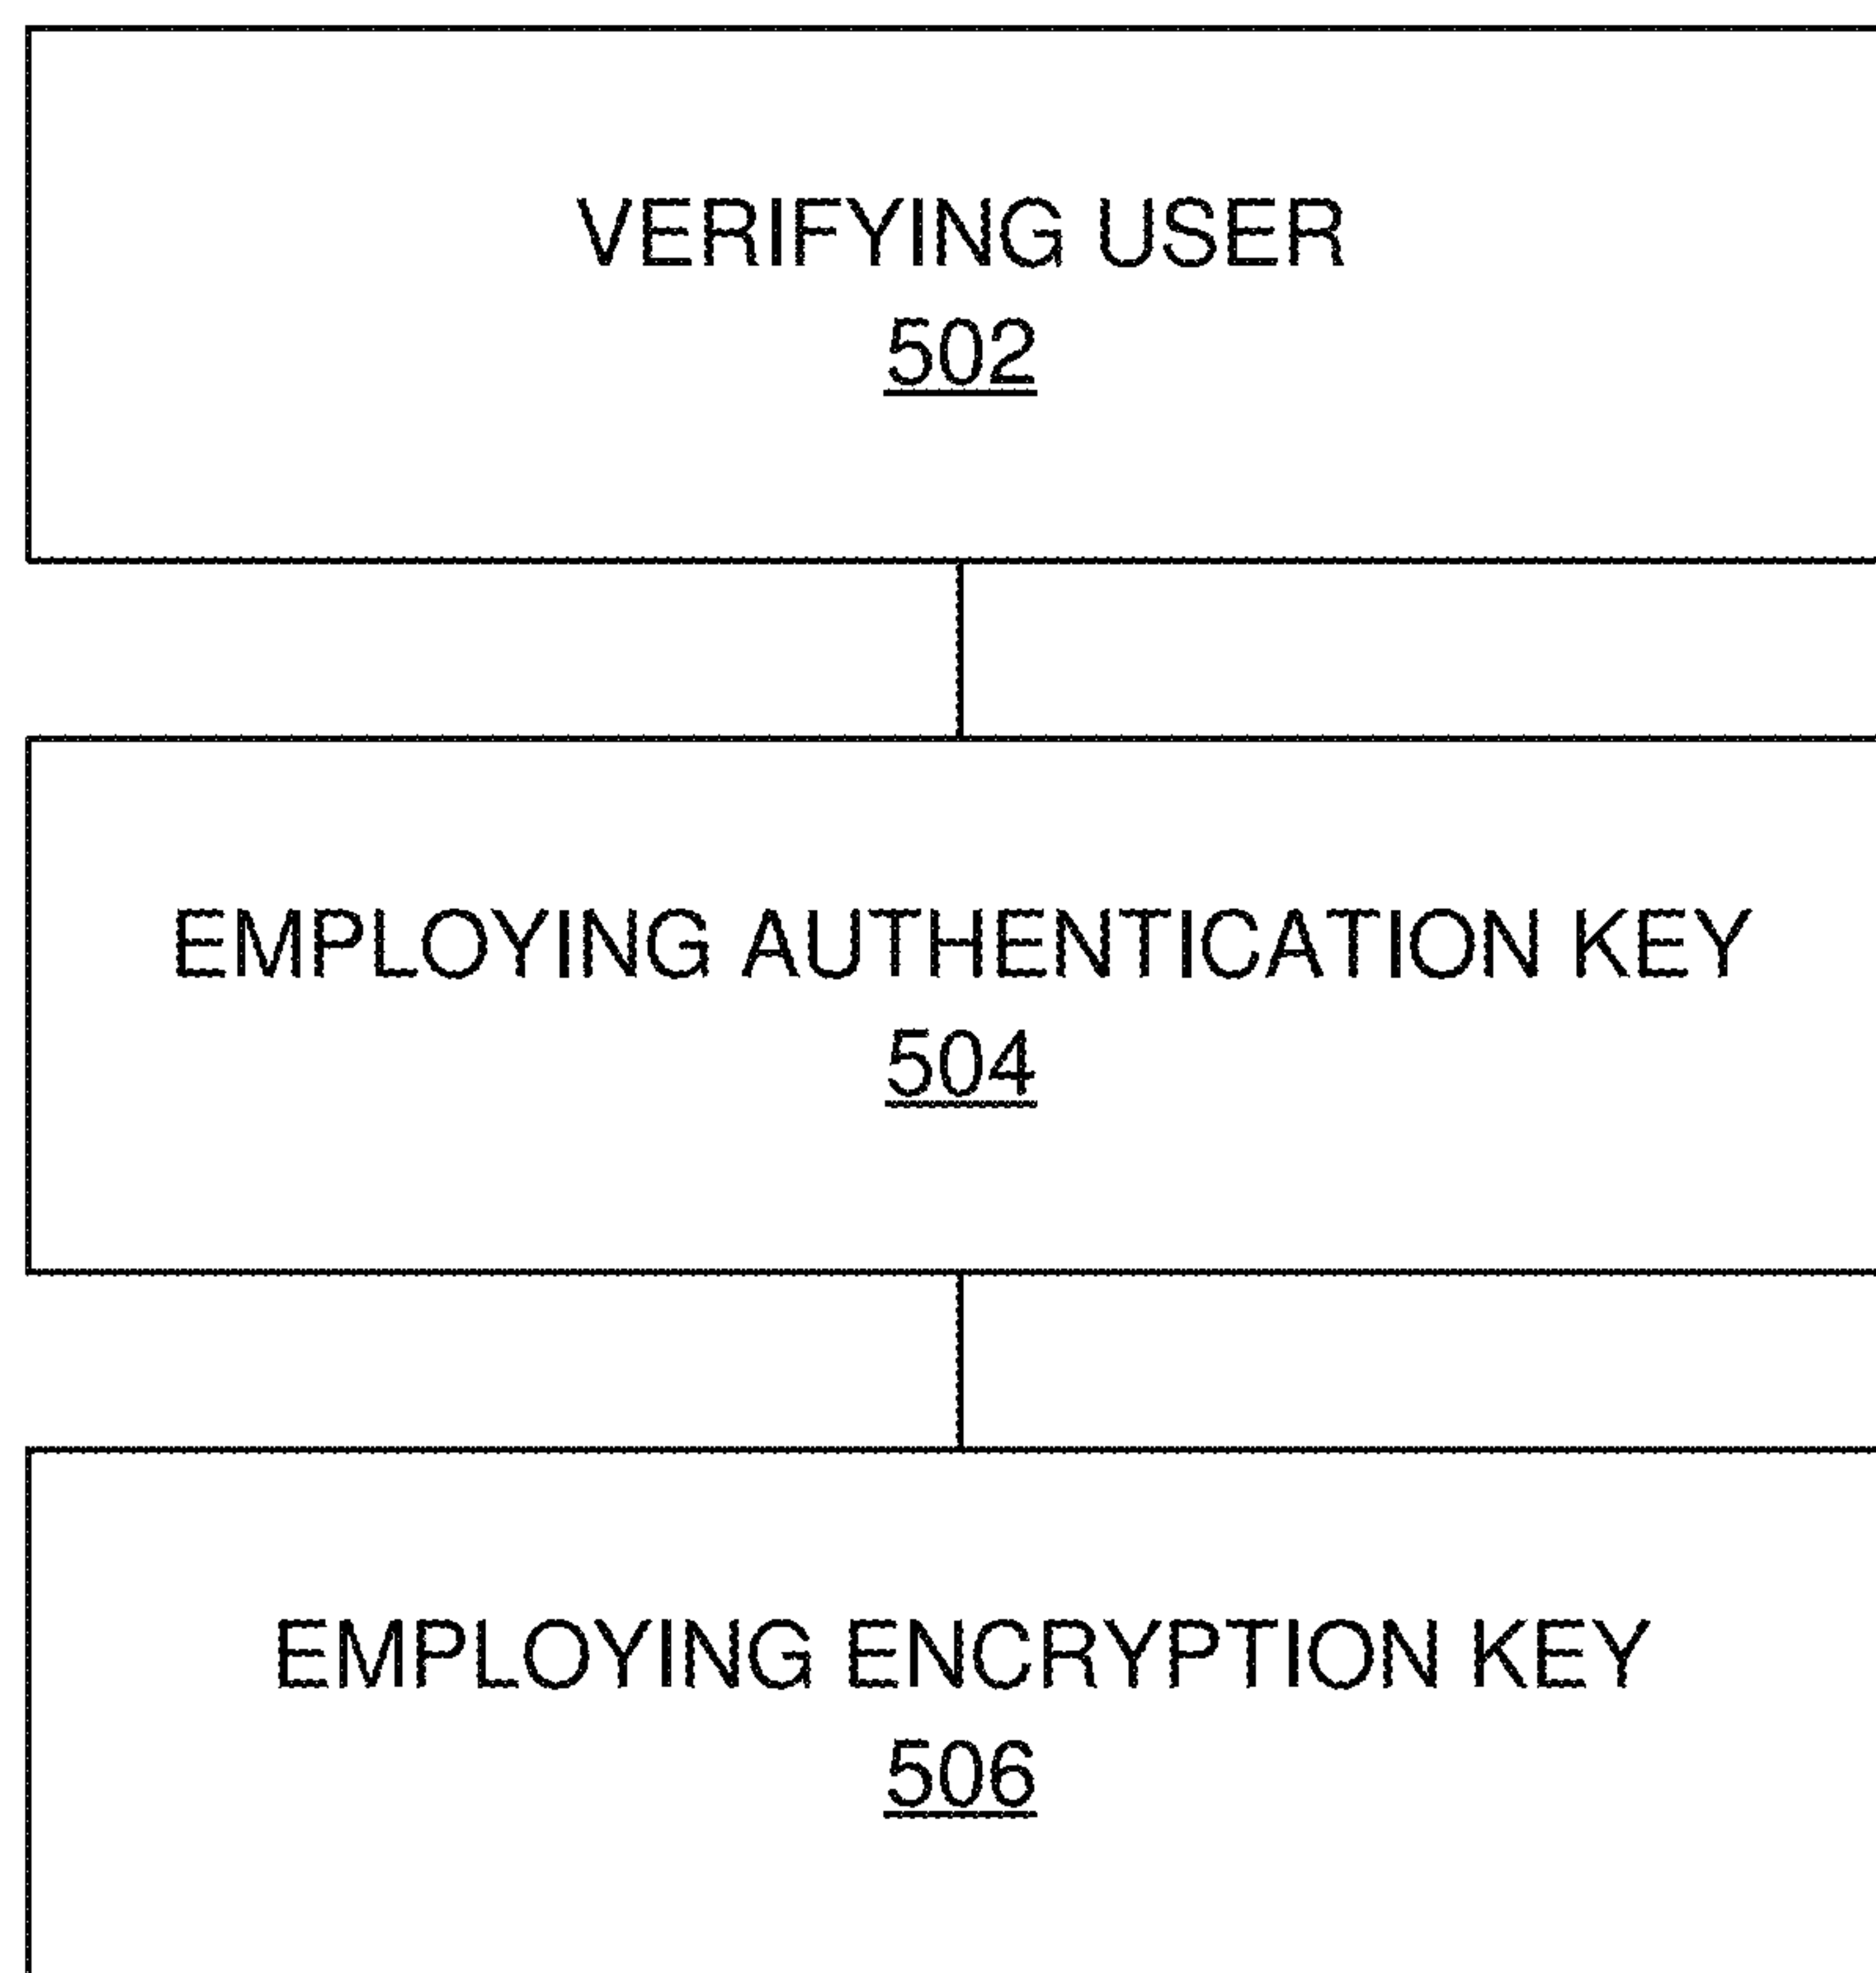 VERIFYING USER
502
EMPLOYING AUTHENTICATION KEY
504
EMPLOYING ENCRYPTION KEY
506